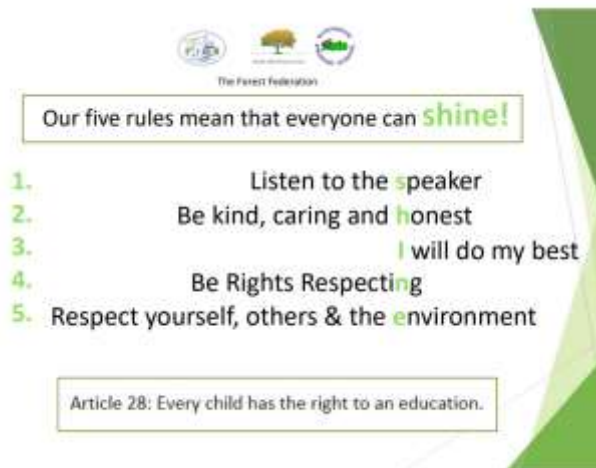 The Forest Federation
Our five rules mean that everyone can shine!
1. Listen to the speaker
2. Be kind, caring and honest
3. I will do my best
4. Be Rights Respecting
5. Respect yourself, others & the environment
Article 28: Every child has the right to an education.